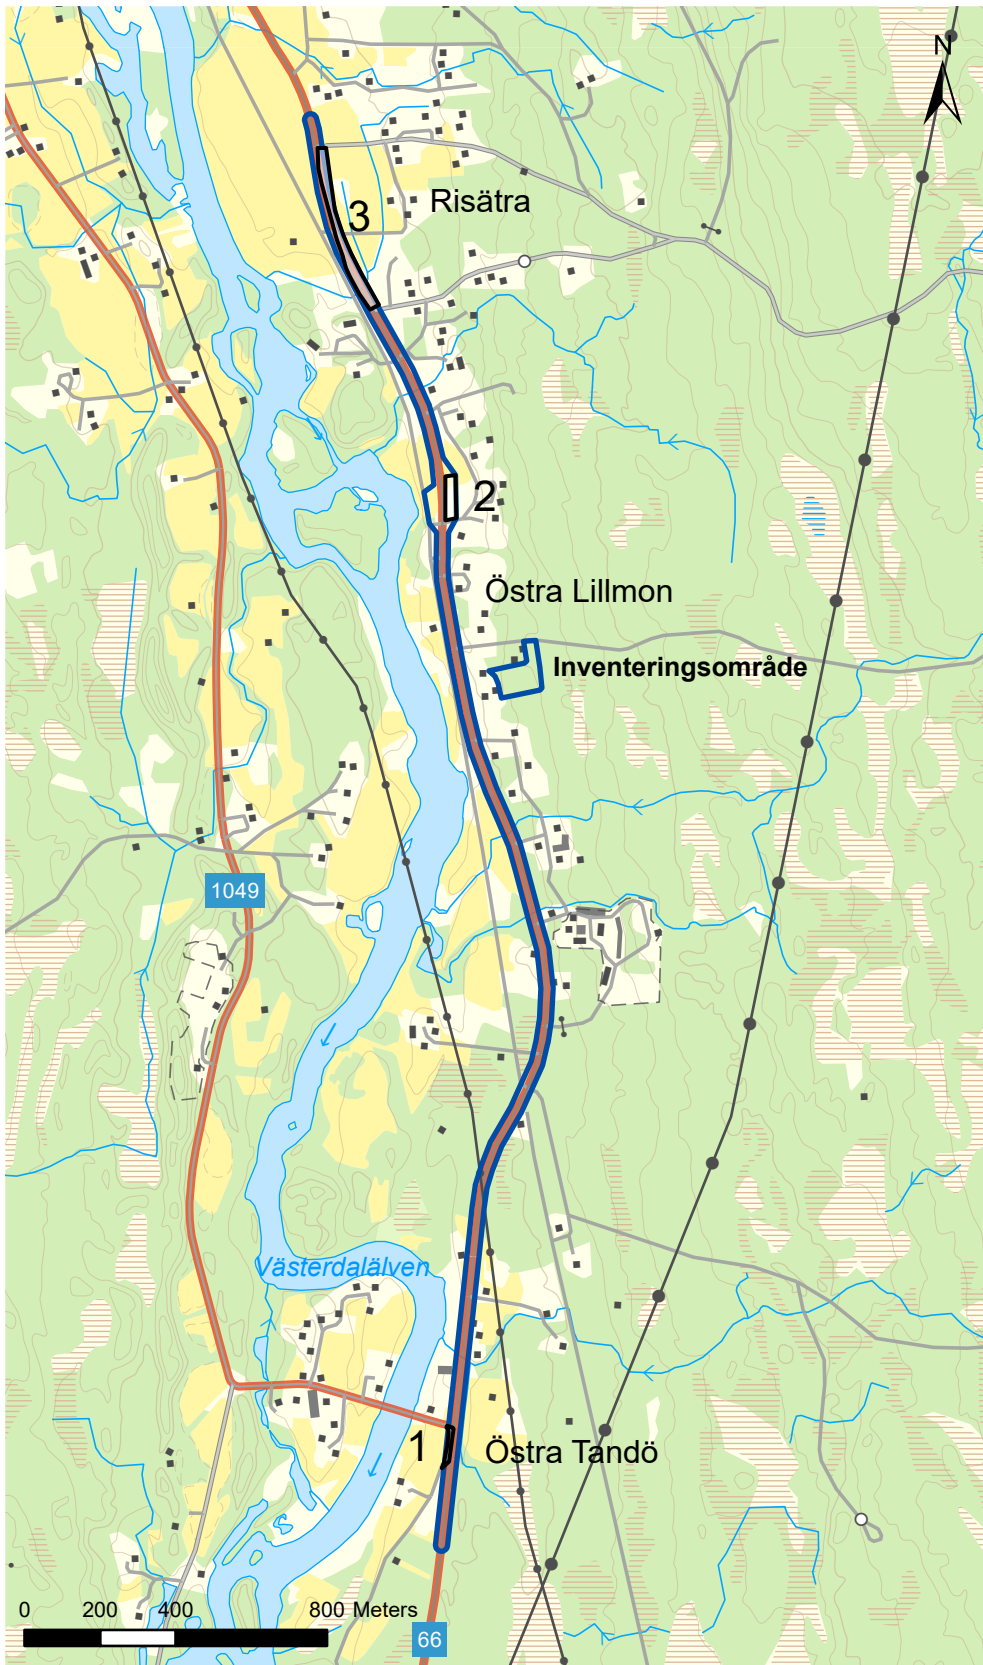 N
Risätra
3
2
Östra Lillmon
Inventeringsområde
1049
Västerdalälven
1
Östra Tandö
0 200 400 800 Meters
66